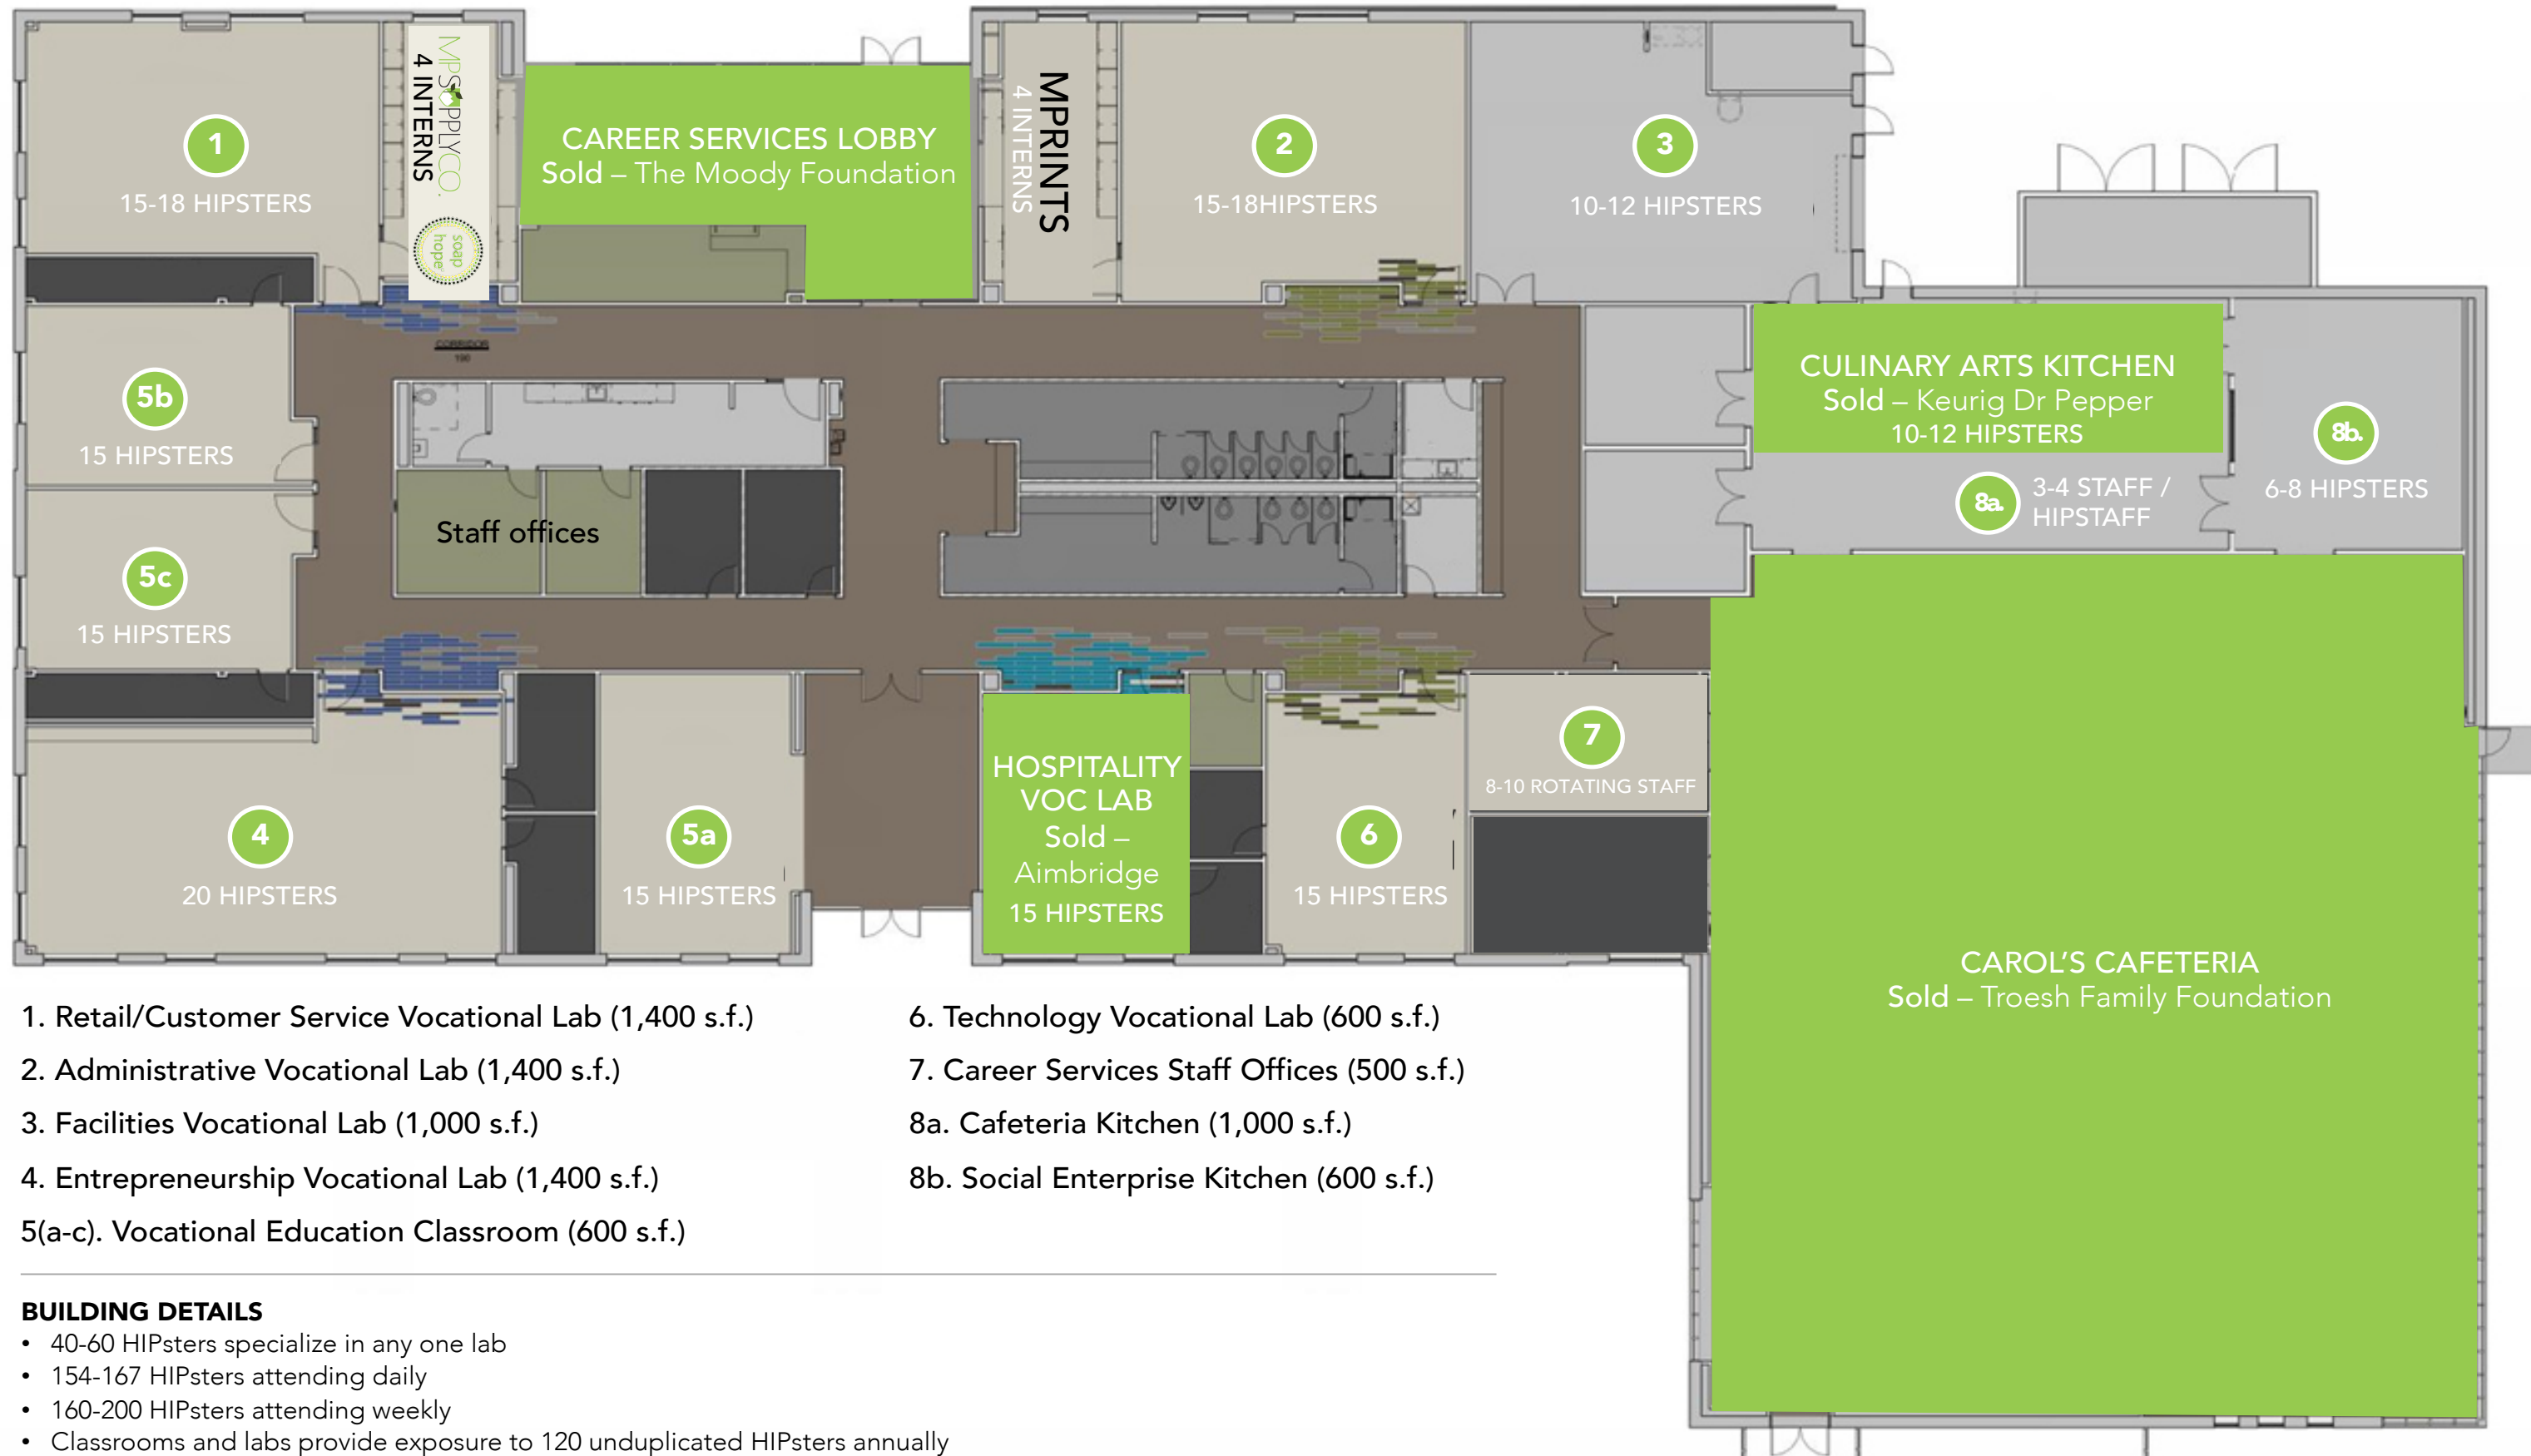 1
15-18 HIPSTERS
MPSUPPLYCO.
4 INTERNS
soap
hope
CAREER SERVICES LOBBY
Sold – The Moody Foundation
MPRINTS
4 INTERNS
2
15-18HIPSTERS
3
10-12 HIPSTERS
CORRIDOR
190
5b
15 HIPSTERS
5c
15 HIPSTERS
Staff offices
CULINARY ARTS KITCHEN
Sold – Keurig Dr Pepper
10-12 HIPSTERS
8a.
3-4 STAFF /
HIPSTAFF
8b.
6-8 HIPSTERS
4
20 HIPSTERS
5a
15 HIPSTERS
HOSPITALITY
VOC LAB
Sold –
Aimbridge
15 HIPSTERS
6
15 HIPSTERS
7
8-10 ROTATING STAFF
CAROL'S CAFETERIA
Sold – Troesh Family Foundation
1. Retail/Customer Service Vocational Lab (1,400 s.f.)
2. Administrative Vocational Lab (1,400 s.f.)
3. Facilities Vocational Lab (1,000 s.f.)
4. Entrepreneurship Vocational Lab (1,400 s.f.)
5(a-c). Vocational Education Classroom (600 s.f.)
6. Technology Vocational Lab (600 s.f.)
7. Career Services Staff Offices (500 s.f.)
8a. Cafeteria Kitchen (1,000 s.f.)
8b. Social Enterprise Kitchen (600 s.f.)
BUILDING DETAILS
• 40-60 HIPsters specialize in any one lab
• 154-167 HIPsters attending daily
• 160-200 HIPsters attending weekly
• Classrooms and labs provide exposure to 120 unduplicated HIPsters annually